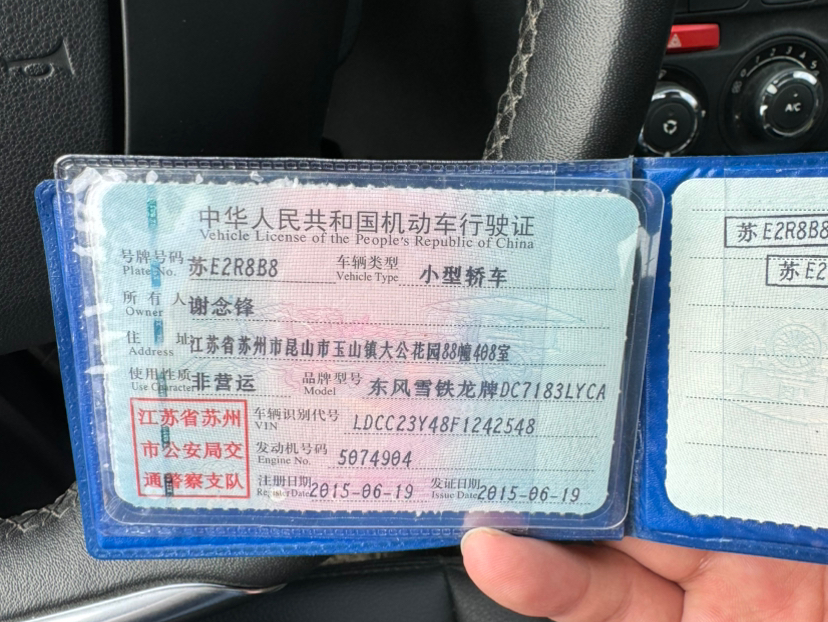 0 1 2 3 4 5
A/C
中华人民共和国机动车行驶证
Vehicle License of the People's Republic of China
号牌号码 苏E2R8B8 车辆类型 小型轿车
Plate No. Vehicle Type
所有人 谢念锋
Owner
住址 江苏省苏州市昆山市玉山镇大公花园88幢408室
Address
使用性质 非营运 品牌型号 东风雪铁龙牌DC7183LYCA
Use Character Model
江苏省苏州
市公安局交
通警察支队
车辆识别代号 LDCC23Y48F1242548
VIN
发动机号码 5074904
Engine No.
注册日期 2015-06-19 发证日期 2015-06-19
Register Date Issue Date
苏E2R8B8
苏E2